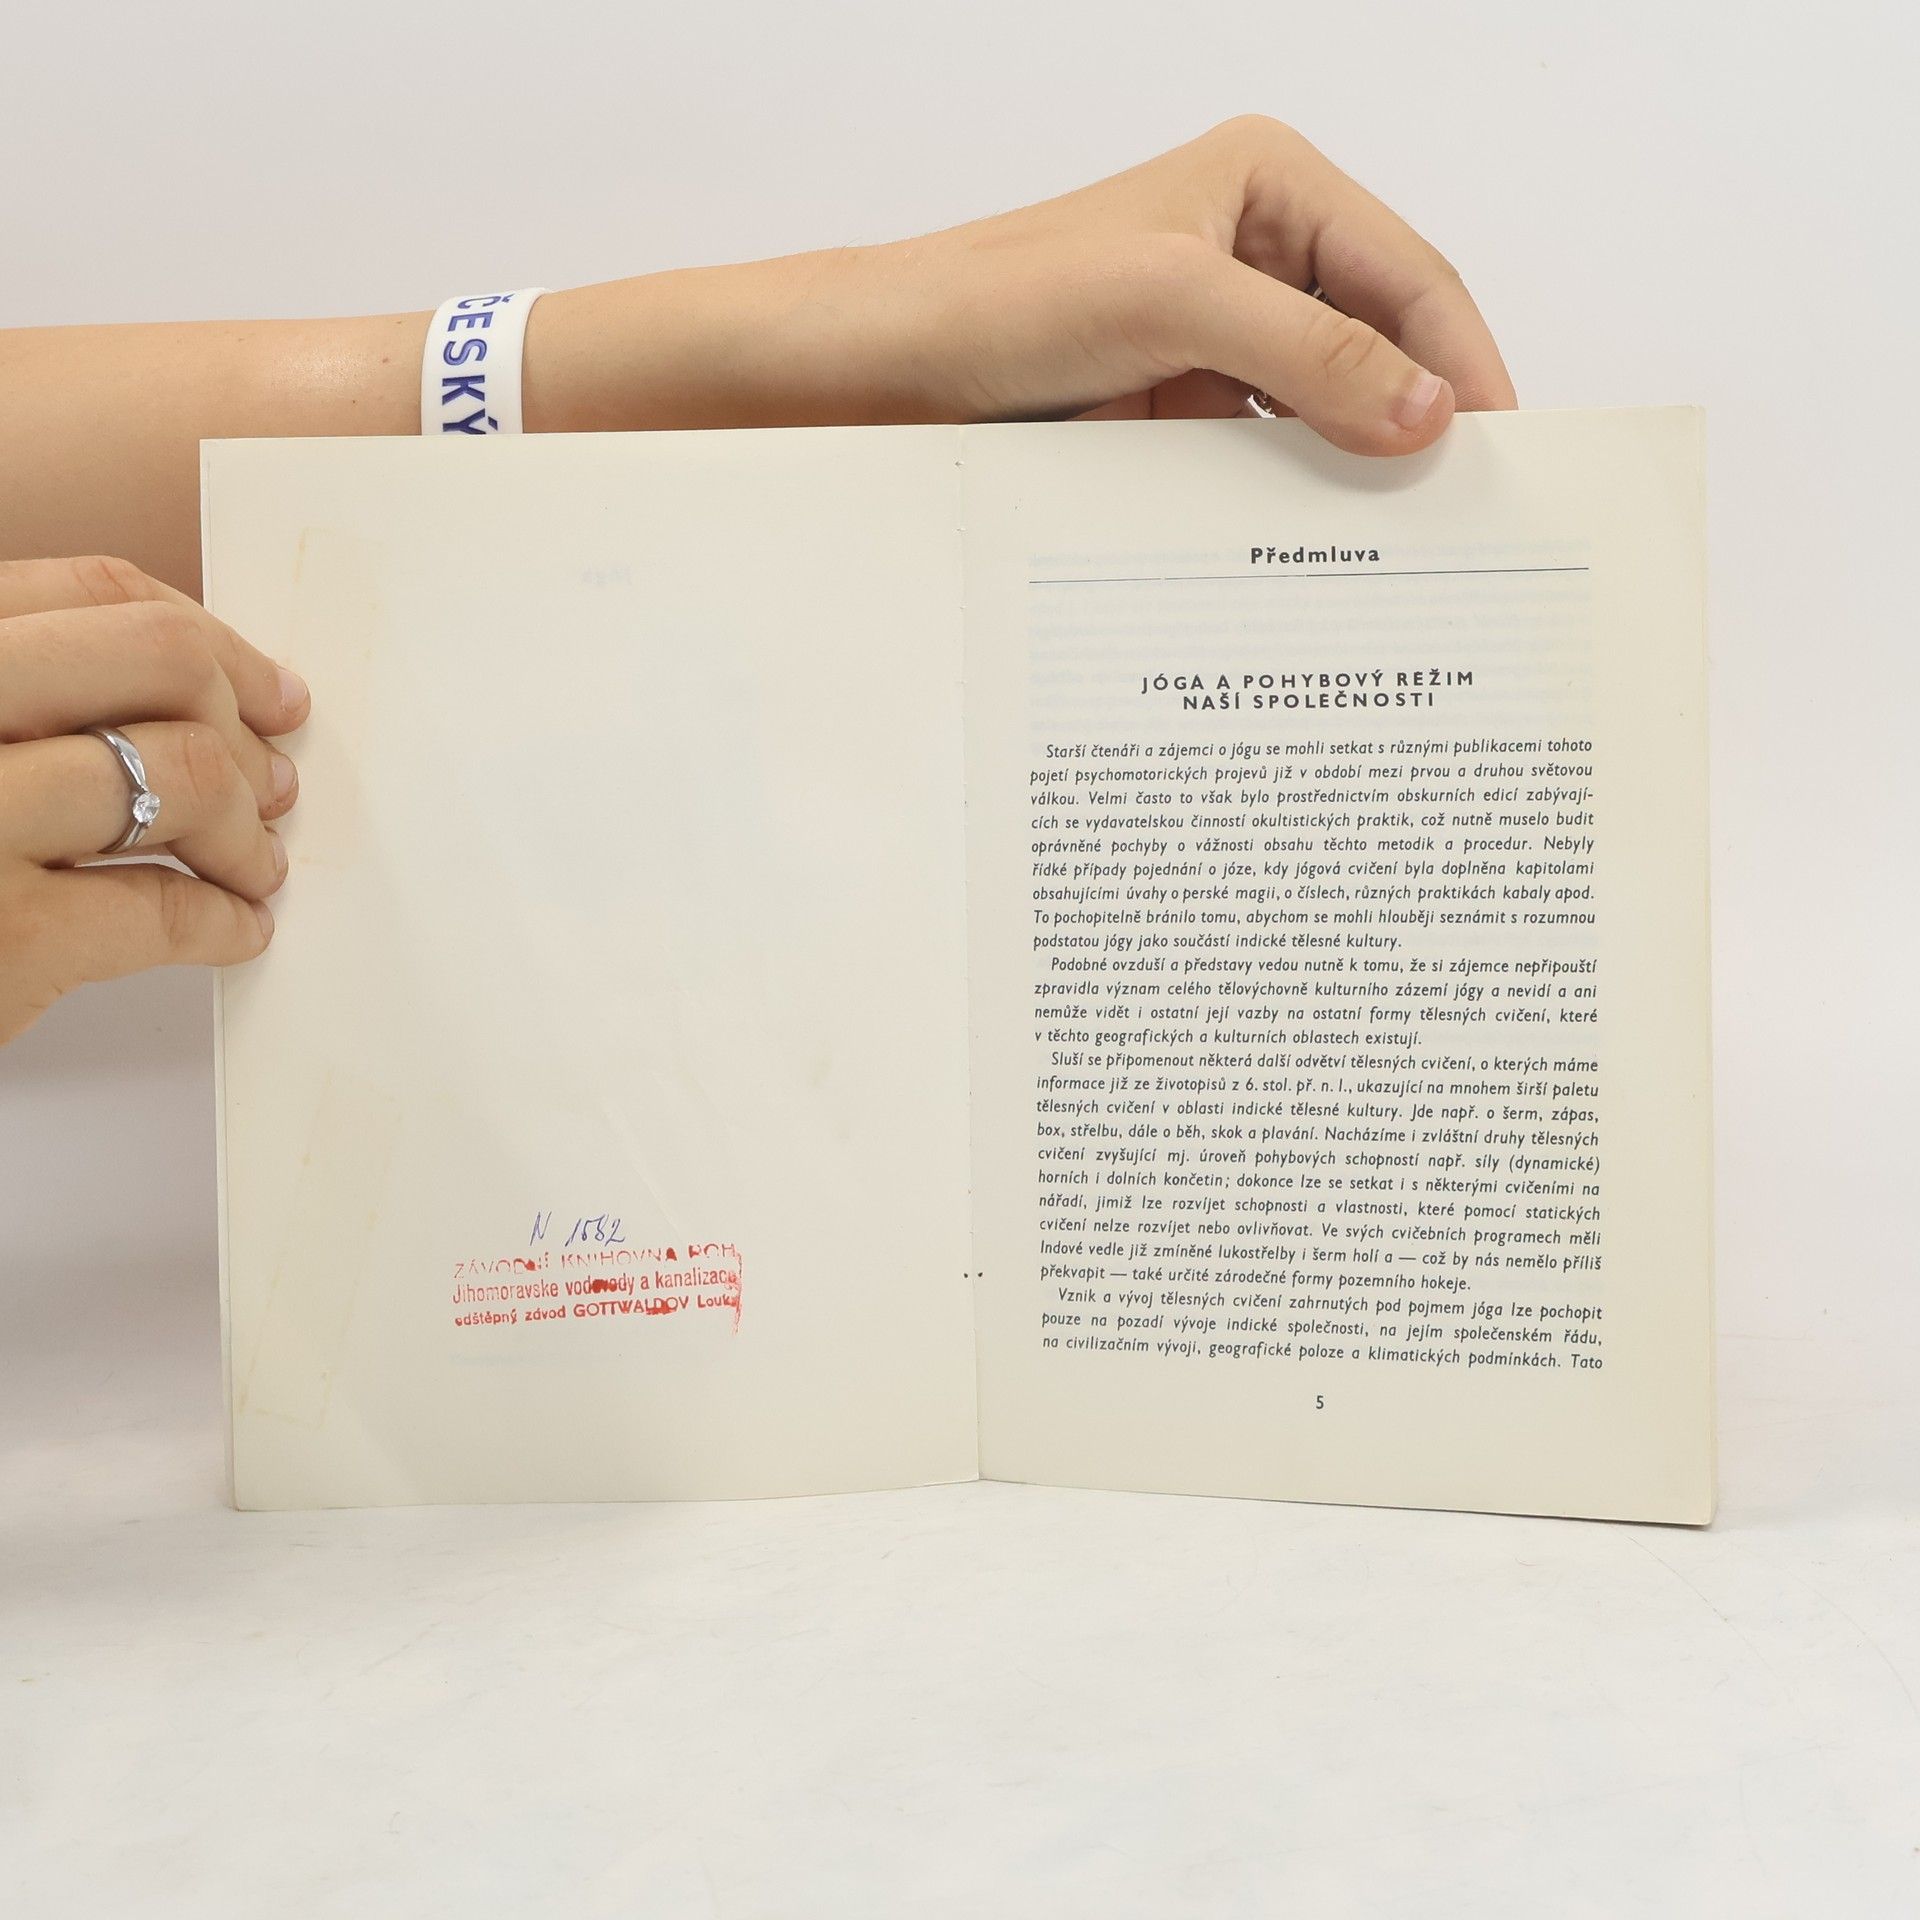 ČESKÝ
N 1582
ZÁVODNÍ KNIHOVNA ROH
Jihomoravske vodovody a kanalizace
odštěpný závod GOTTWALDOV Louky
Předmluva
JÓGA A POHYBOVÝ REŽIM
NAŠÍ SPOLEČNOSTI
Starší čtenáři a zájemci o jógu se mohli setkat s různými publikacemi tohoto
pojetí psychomotorických projevů již v období mezi prvou a druhou světovou
válkou. Velmi často to však bylo prostřednictvím obskurních edicí zabývají-
cích se vydavatelskou činností okultistických praktik, což nutně muselo budit
oprávněné pochyby o vážnosti obsahu těchto metodik a procedur. Nebyly
řídké případy pojednání o józe, kdy jógová cvičení byla doplněna kapitolami
obsahujícími úvahy o perské magii, o číslech, různých praktikách kabaly apod.
To pochopitelně bránilo tomu, abychom se mohli hlouběji seznámit s rozumnou
podstatou jógy jako součástí indické tělesné kultury.
Podobné ovzduší a představy vedou nutně k tomu, že si zájemce nepřipouští
zpravidla význam celého tělovýchovně kulturního zázemí jógy a nevidí a ani
nemůže vidět i ostatní její vazby na ostatní formy tělesných cvičení, které
v těchto geografických a kulturních oblastech existují.
Sluší se připomenout některá další odvětví tělesných cvičení, o kterých máme
informace již ze životopisů z 6. stol. př. n. l., ukazující na mnohem širší paletu
tělesných cvičení v oblasti indické tělesné kultury. Jde např. o šerm, zápas,
box, střelbu, dále o běh, skok a plavání. Nacházíme i zvláštní druhy tělesných
cvičení zvyšující mj. úroveň pohybových schopností např. síly (dynamické)
horních i dolních končetin; dokonce lze se setkat i s některými cvičeními na
nářadí, jimiž lze rozvíjet schopnosti a vlastnosti, které pomocí statických
cvičení nelze rozvíjet nebo ovlivňovat. Ve svých cvičebních programech měli
Indové vedle již zmíněné lukostřelby i šerm holí a — což by nás nemělo příliš
překvapit — také určité zárodečné formy pozemního hokeje.
Vznik a vývoj tělesných cvičení zahrnutých pod pojmem jóga lze pochopit
pouze na pozadí vývoje indické společnosti, na jejím společenském řádu,
na civilizačním vývoji, geografické poloze a klimatických podmínkách. Tato
5